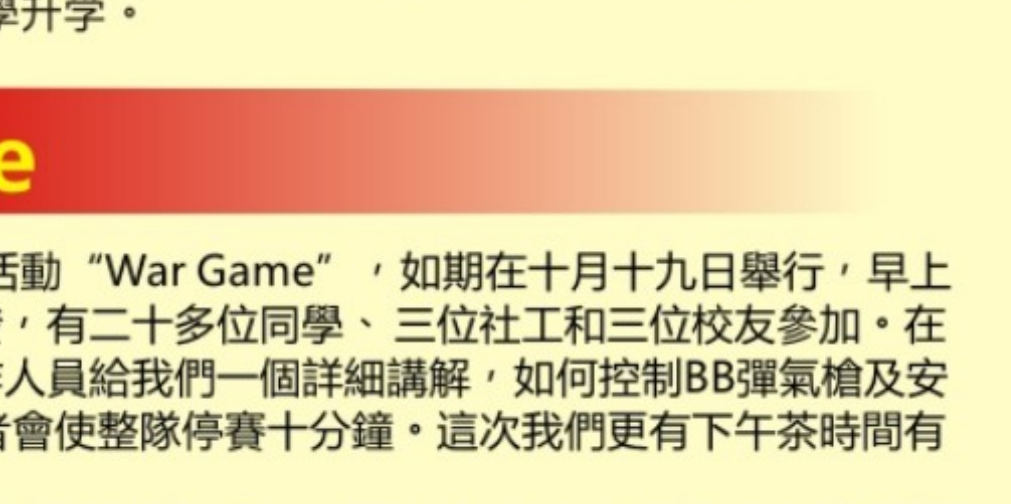 學升学。
e
活動“War Game”，如期在十月十九日舉行，早上
，有二十多位同學、三位社工和三位校友參加。在
人員給我們一個詳細講解，如何控制BB彈氣槍及安
者會使整隊停賽十分鐘。這次我們更有下午茶時間有